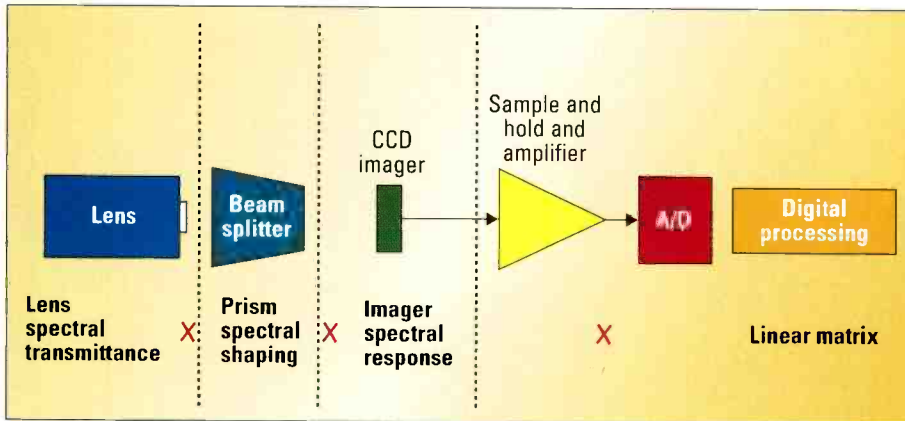 Sample and
hold and
amplifier
CCD
imager
Lens
Beam
splitter
A/D
Digital
processing
Lens
spectral
transmittance
X
Prism
spectral
shaping
X
Imager
spectral
response
X
Linear matrix